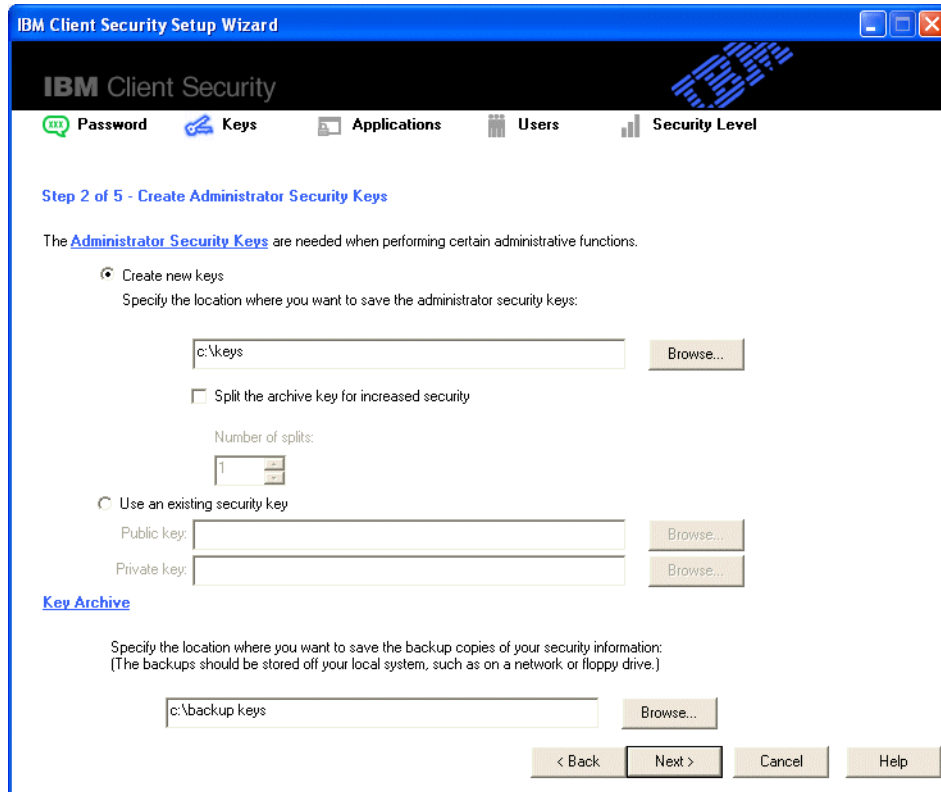 IBM Client Security Setup Wizard
IBM Client Security
IBM
Password Keys Applications Users Security Level
Step 2 of 5 - Create Administrator Security Keys
The Administrator Security Keys are needed when performing certain administrative functions.
Create new keys
Specify the location where you want to save the administrator security keys:
c:\keys
Browse...
Split the archive key for increased security
Number of splits:
1
Use an existing security key
Public key:
Browse...
Private key:
Browse...
Key Archive
Specify the location where you want to save the backup copies of your security information:
(The backups should be stored off your local system, such as on a network or floppy drive.)
c:\backup keys
Browse...
< Back Next > Cancel Help